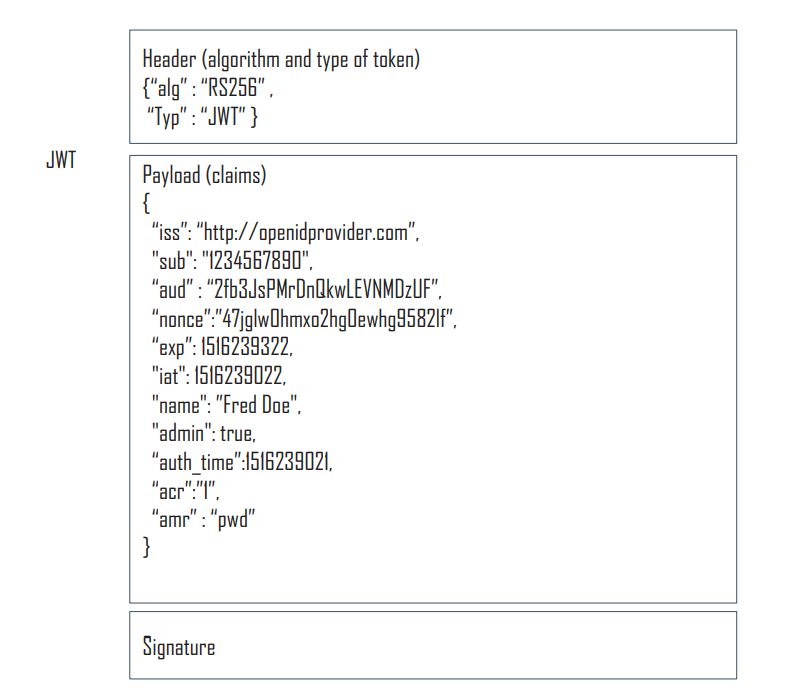 Header (algorithm and type of token)
{“alg” : “RS256” ,
“Typ” : “JWT” }
JWT
Payload (claims)
{
“iss”: “http://openidprovider.com”,
"sub": "1234567890",
“aud” : “2fb3JsPMrDnQkwLEVNMDzUF”,
“nonce”:”47jglw0hmxo2hg0ewhg9582lf”,
“exp”: 1516239322,
"iat": 1516239022,
"name": ”Fred Doe",
"admin": true,
“auth_time”:1516239021,
“acr”:”1”,
“amr” : “pwd”
}
Signature